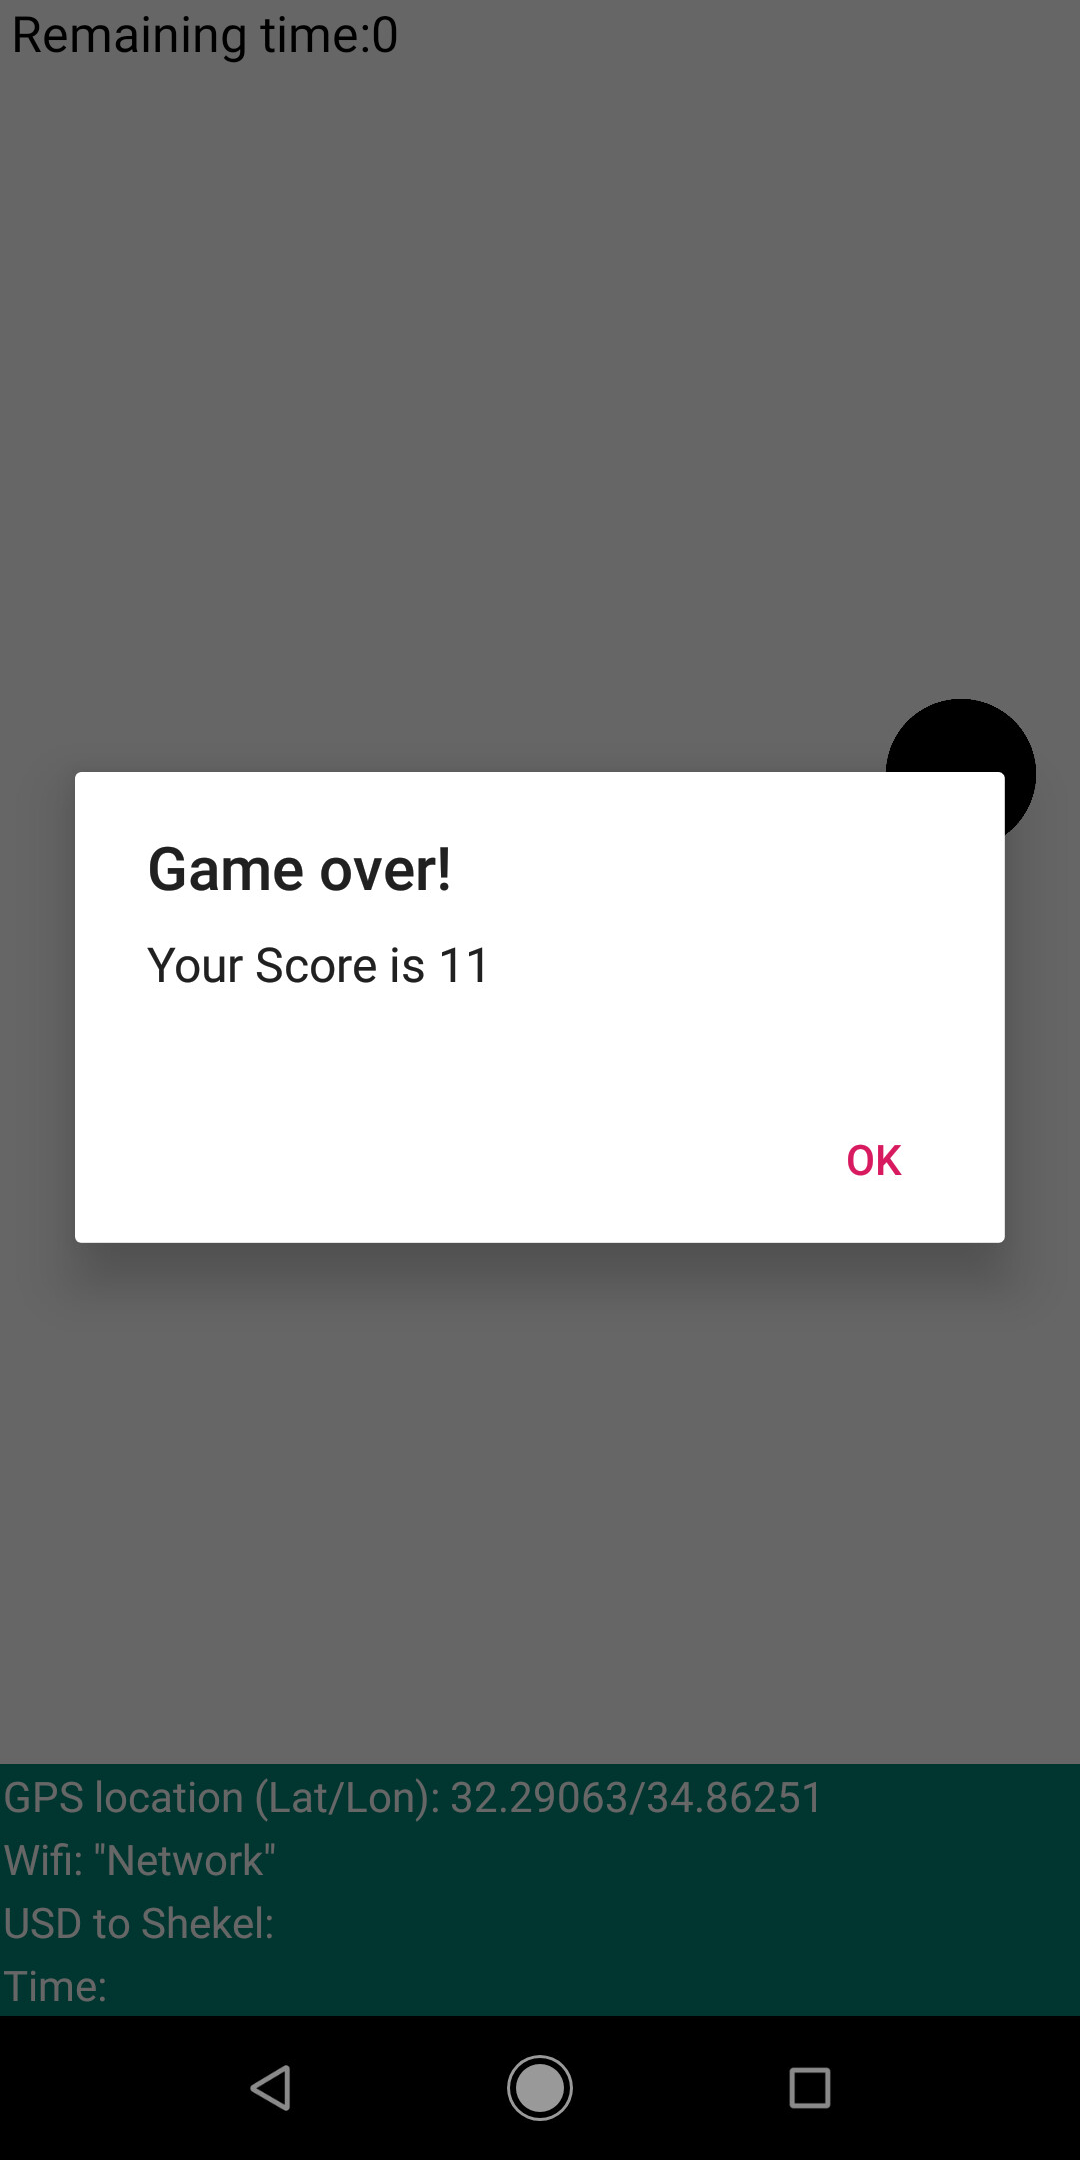 Remaining time:0
Game over!
Your Score is 11
OK
GPS location (Lat/Lon): 32.29063/34.86251
Wifi: "Network"
USD to Shekel:
Time: